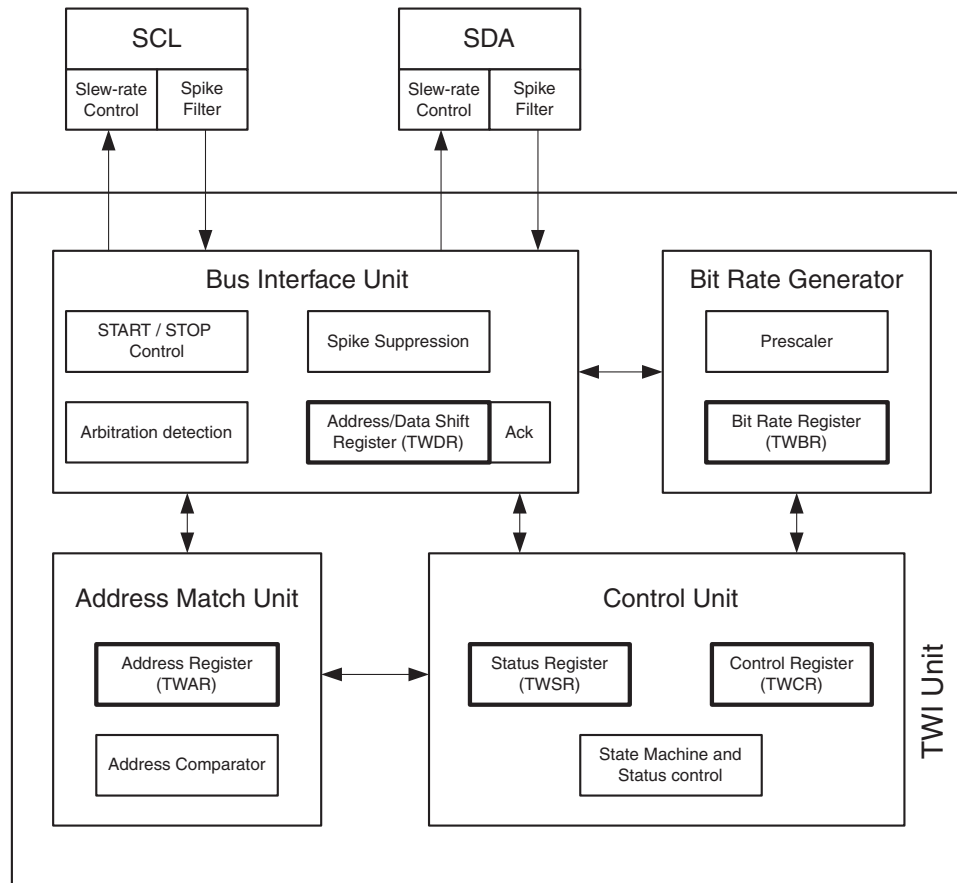 SCL
Slew-rate
Control
Spike
Filter
SDA
Slew-rate
Control
Spike
Filter
Bus Interface Unit
START / STOP
Control
Spike Suppression
Arbitration detection
Address/Data Shift
Register (TWDR)
Ack
Bit Rate Generator
Prescaler
Bit Rate Register
(TWBR)
Address Match Unit
Address Register
(TWAR)
Address Comparator
Control Unit
Status Register
(TWSR)
Control Register
(TWCR)
State Machine and
Status control
TWI Unit